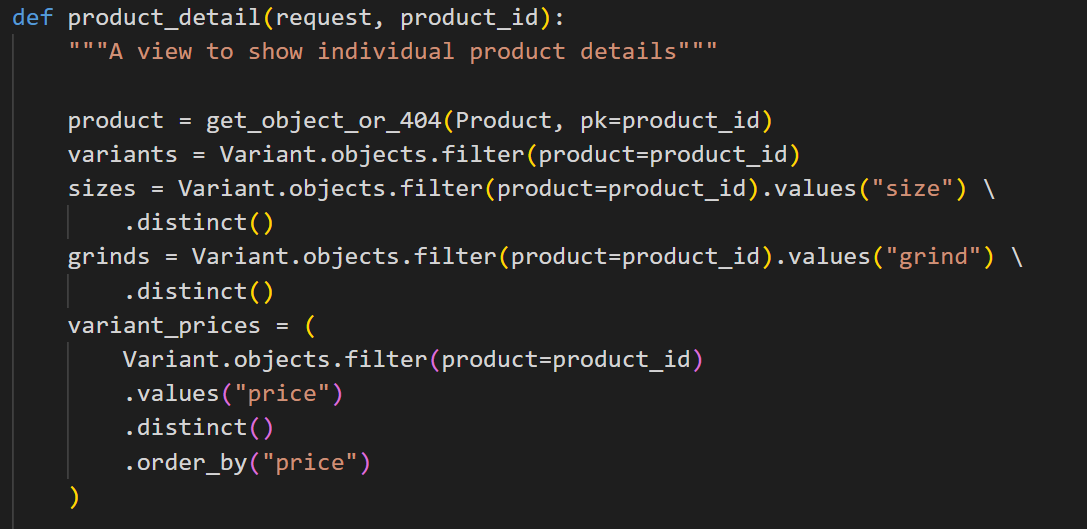 def product_detail(request, product_id):
    """A view to show individual product details"""

    product = get_object_or_404(Product, pk=product_id)
    variants = Variant.objects.filter(product=product_id)
    sizes = Variant.objects.filter(product=product_id).values("size") \
        .distinct()
    grinds = Variant.objects.filter(product=product_id).values("grind") \
        .distinct()
    variant_prices = (
        Variant.objects.filter(product=product_id)
        .values("price")
        .distinct()
        .order_by("price")
    )